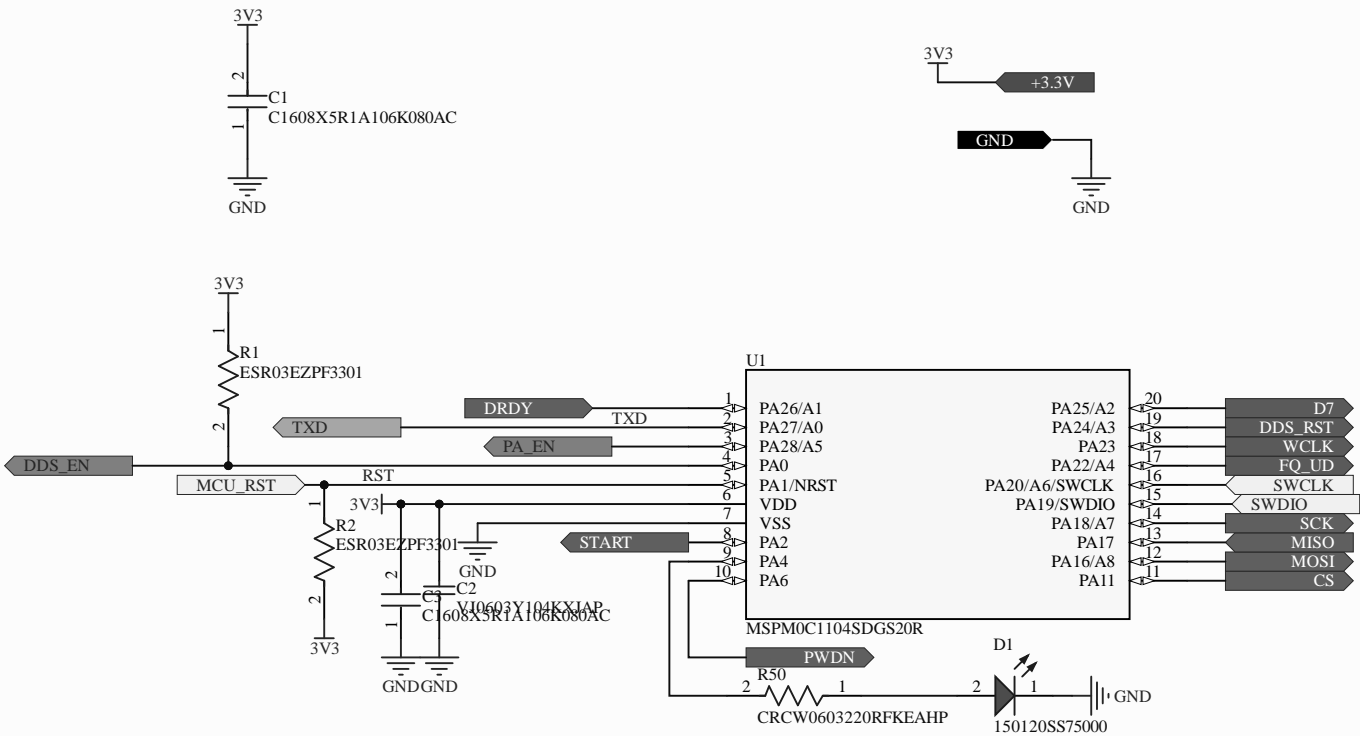 3V3
2
C1
C1608X5R1A106K080AC
1
GND
3V3
+3.3V
GND
GND
3V3
1
R1
ESR03EZPF3301
2
DDS_EN
TXD
MCU_RST
RST
1
R2
ESR03EZPF3301
2
3V3
3V3
2
C3
C1608X5R1A106K080AC
1
C2
VJ0603Y104KXJAP
GND
GND
GND
DRDY
TXD
PA_EN
START
U1
1 PA26/A1
2 PA27/A0
3 PA28/A5
4 PA0
5 PA1/NRST
6 VDD
7 VSS
8 PA2
9 PA4
10 PA6
PA25/A2 20 D7
PA24/A3 19 DDS_RST
PA23 18 WCLK
PA22/A4 17 FQ_UD
PA20/A6/SWCLK 16 SWCLK
PA19/SWDIO 15 SWDIO
PA18/A7 14 SCK
PA17 13 MISO
PA16/A8 12 MOSI
PA11 11 CS
MSPM0C1104SDGS20R
PWDN
R50
2 1
CRCW0603220RFKEAHP
D1
2 1
150120SS75000
GND